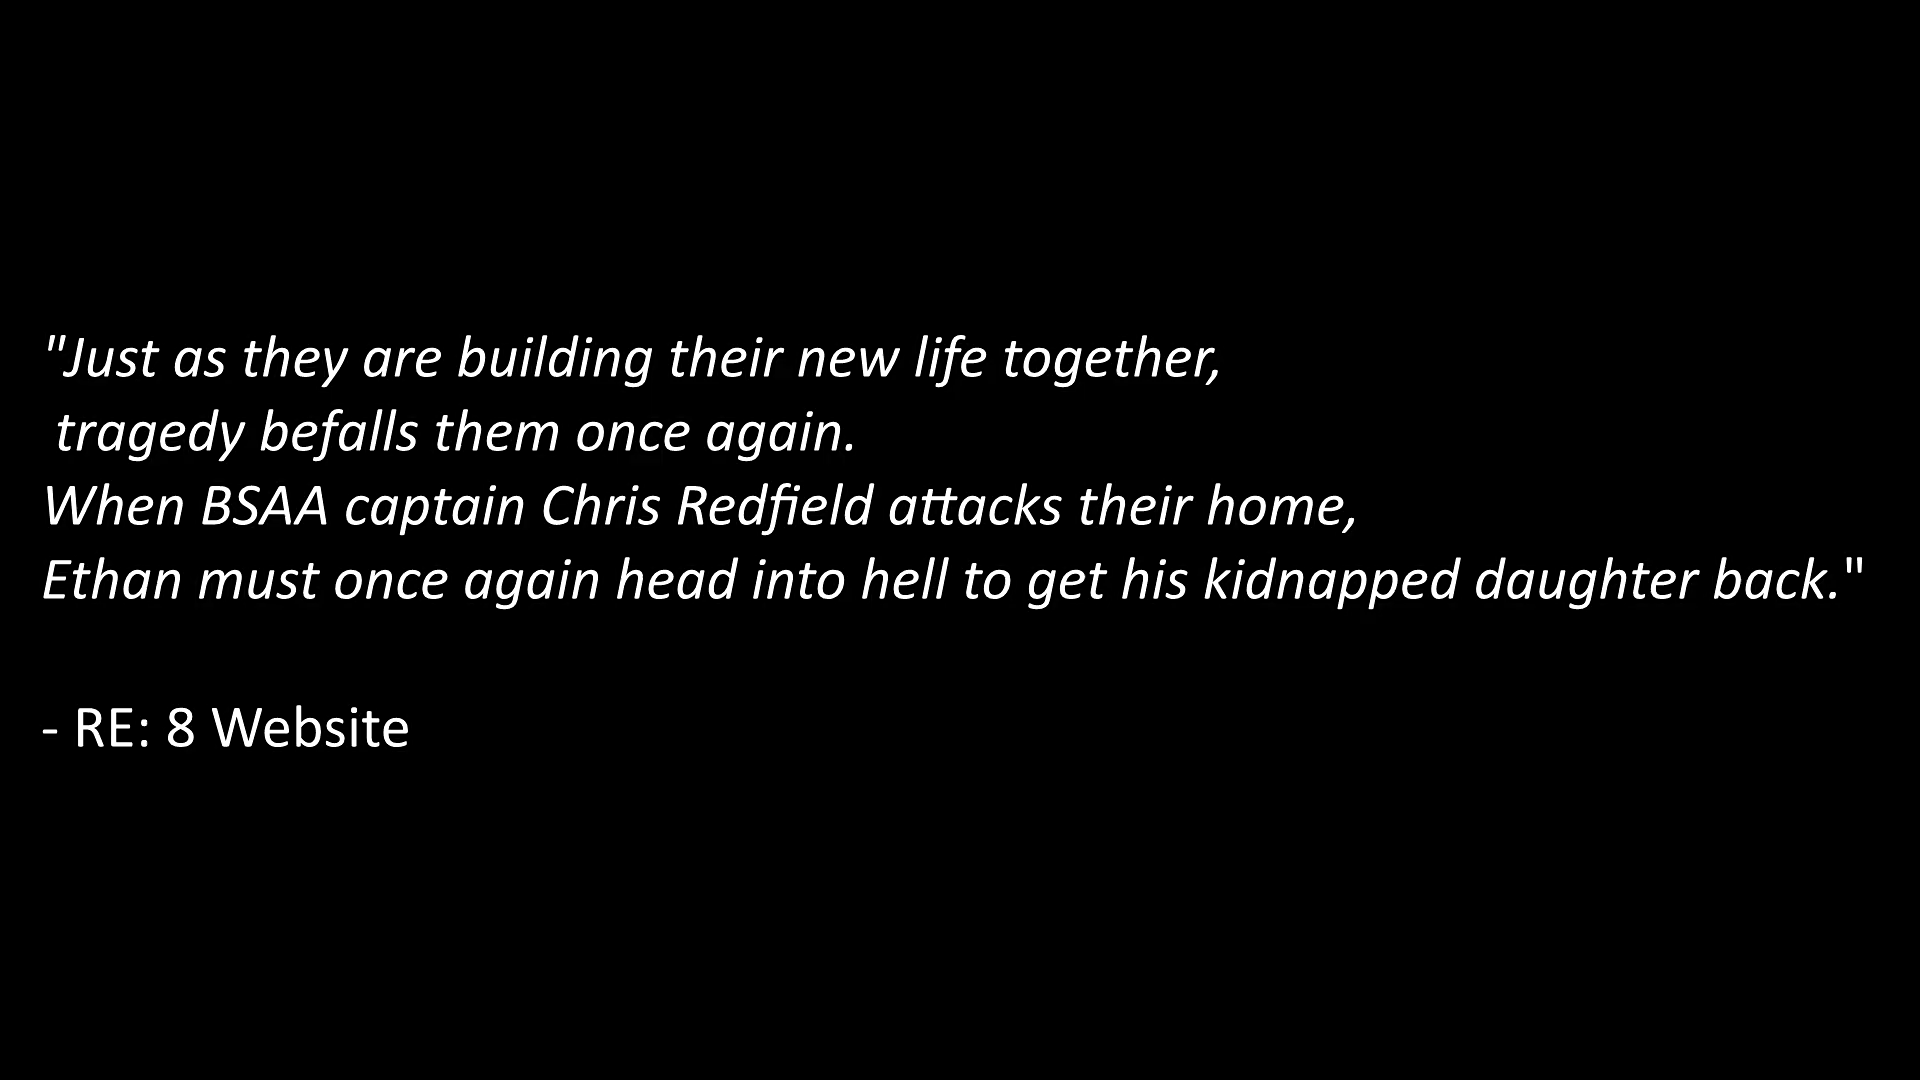 "Just as they are building their new life together,
tragedy befalls them once again.
When BSAA captain Chris Redfield attacks their home,
Ethan must once again head into hell to get his kidnapped daughter back."
- RE: 8 Website